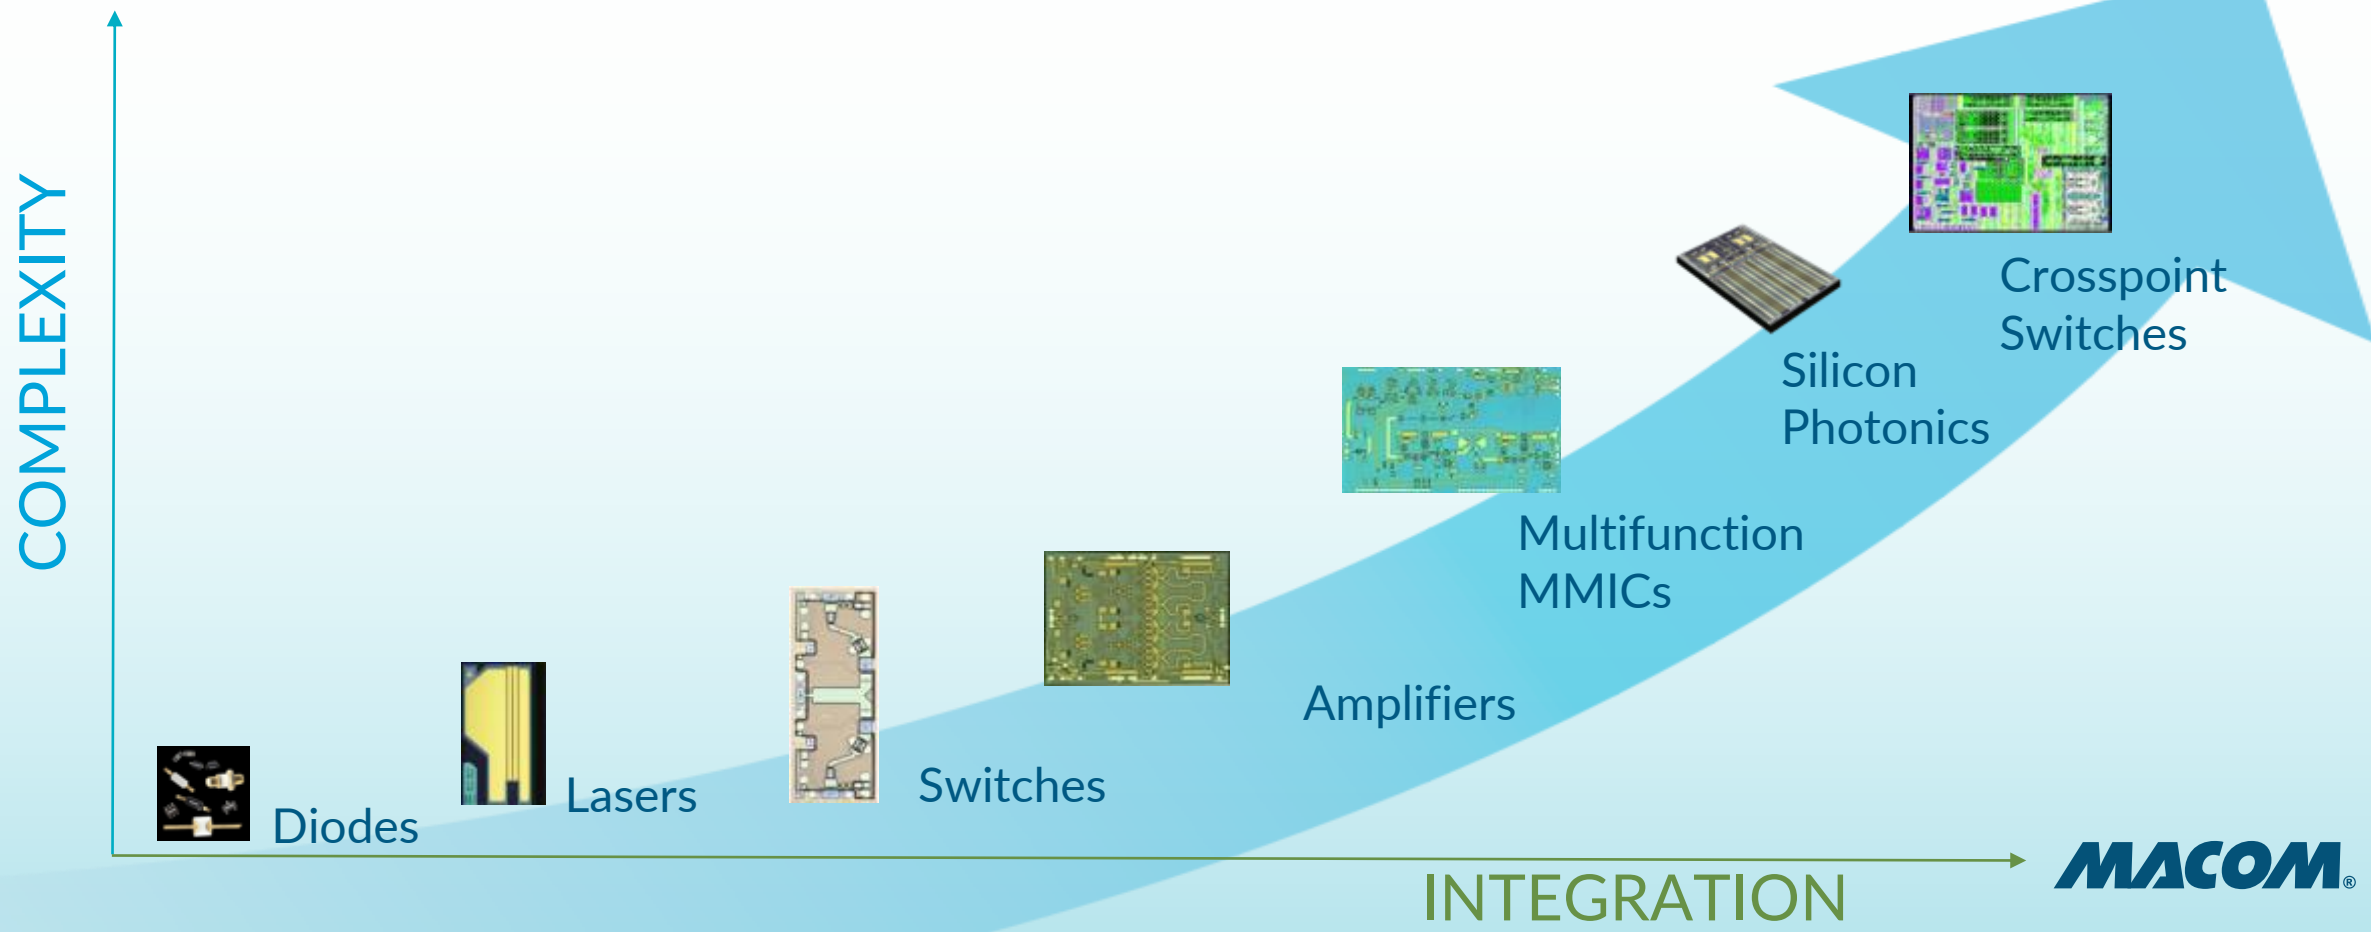 COMPLEXITY
Crosspoint
Switches
Silicon
Photonics
Multifunction
MMICs
Amplifiers
Switches
Lasers
Diodes
INTEGRATION
MACOM®